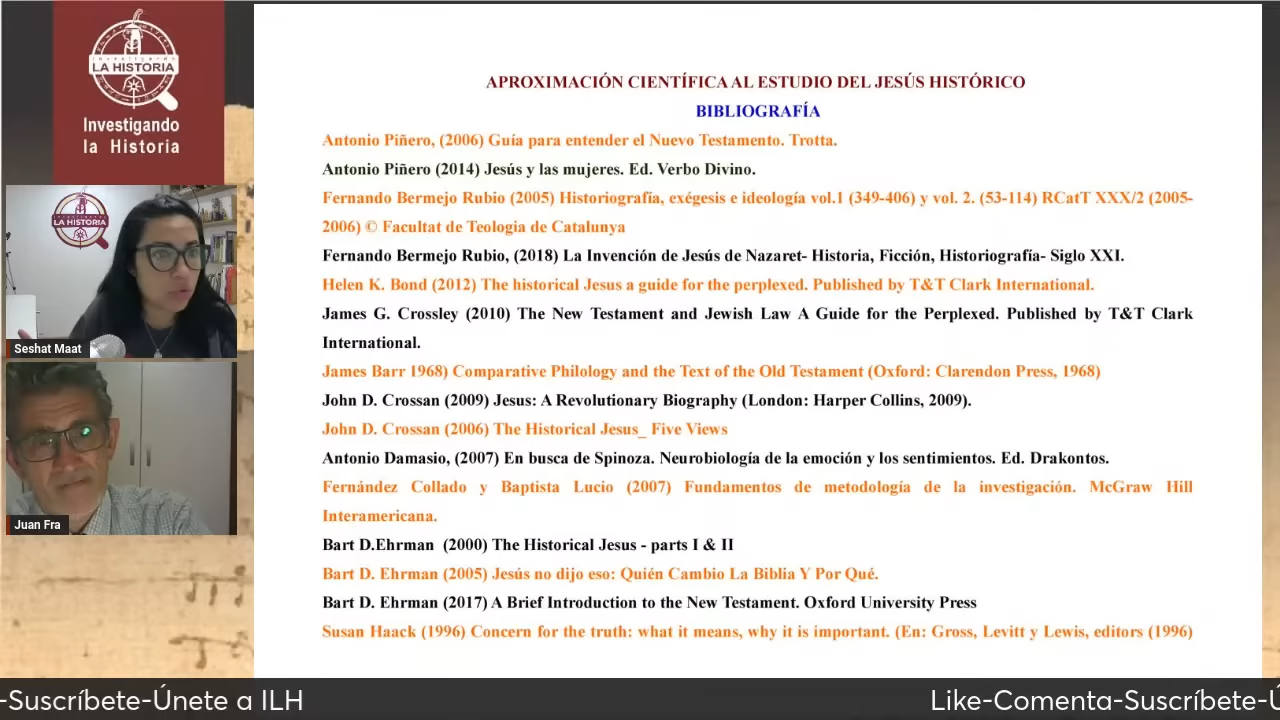 LA HISTORIA
Investigando
la Historia
LA HISTORIA
Seshat Maat
Juan Fra
APROXIMACIÓN CIENTÍFICA AL ESTUDIO DEL JESÚS HISTÓRICO
BIBLIOGRAFÍA
Antonio Piñero, (2006) Guía para entender el Nuevo Testamento. Trotta.
Antonio Piñero (2014) Jesús y las mujeres. Ed. Verbo Divino.
Fernando Bermejo Rubio (2005) Historiografía, exégesis e ideología vol.1 (349-406) y vol. 2. (53-114) RCatT XXX/2 (2005-
2006) © Facultat de Teologia de Catalunya
Fernando Bermejo Rubio, (2018) La Invención de Jesús de Nazaret- Historia, Ficción, Historiografía- Siglo XXI.
Helen K. Bond (2012) The historical Jesus a guide for the perplexed. Published by T&T Clark International.
James G. Crossley (2010) The New Testament and Jewish Law A Guide for the Perplexed. Published by T&T Clark
International.
James Barr 1968) Comparative Philology and the Text of the Old Testament (Oxford: Clarendon Press, 1968)
John D. Crossan (2009) Jesus: A Revolutionary Biography (London: Harper Collins, 2009).
John D. Crossan (2006) The Historical Jesus_ Five Views
Antonio Damasio, (2007) En busca de Spinoza. Neurobiología de la emoción y los sentimientos. Ed. Drakontos.
Fernández Collado y Baptista Lucio (2007) Fundamentos de metodología de la investigación. McGraw Hill
Interamericana.
Bart D.Ehrman (2000) The Historical Jesus - parts I & II
Bart D. Ehrman (2005) Jesús no dijo eso: Quién Cambio La Biblia Y Por Qué.
Bart D. Ehrman (2017) A Brief Introduction to the New Testament. Oxford University Press
Susan Haack (1996) Concern for the truth: what it means, why it is important. (En: Gross, Levitt y Lewis, editors (1996)
-Suscríbete-Únete a ILH
Like-Comenta-Suscríbete-Ú